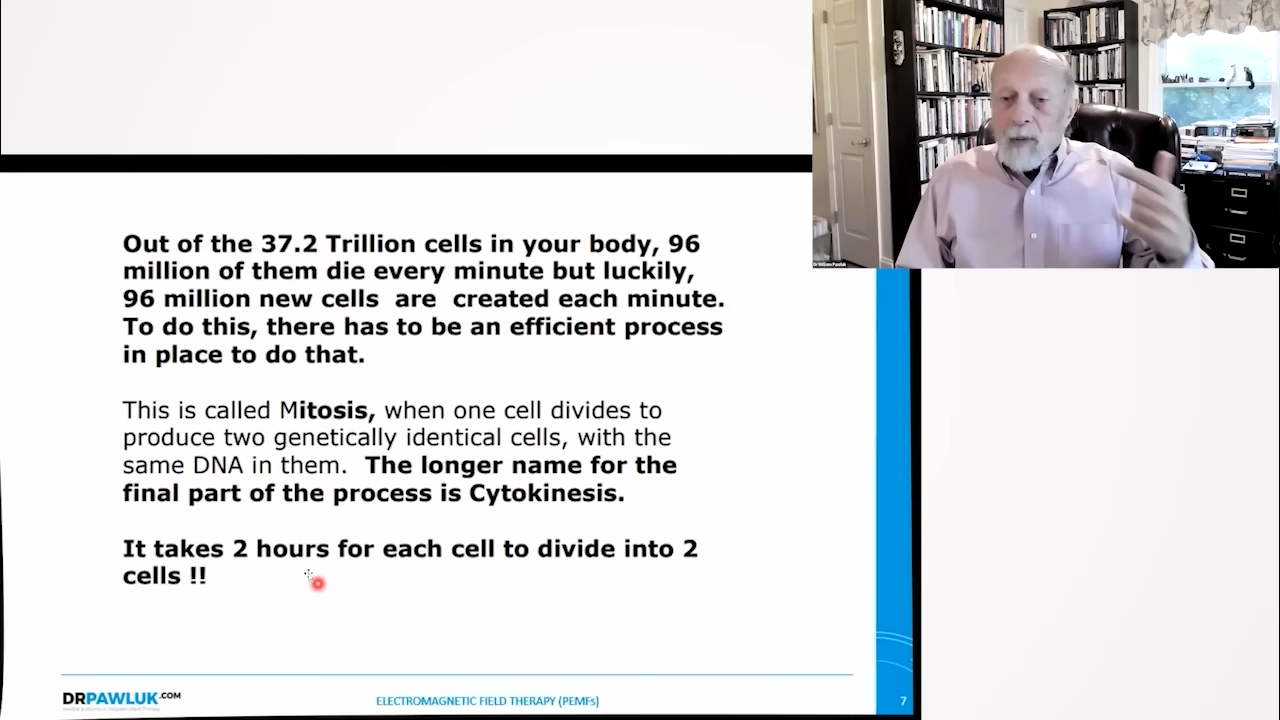 Out of the 37.2 Trillion cells in your body, 96
million of them die every minute but luckily,
96 million new cells are created each minute.
To do this, there has to be an efficient process
in place to do that.
This is called Mitosis, when one cell divides to
produce two genetically identical cells, with the
same DNA in them. The longer name for the
final part of the process is Cytokinesis.
It takes 2 hours for each cell to divide into 2
cells !!
DRPAWLUK.COM
ELECTROMAGNETIC FIELD THERAPY (PEMFs)
7
Dr William Pawluk